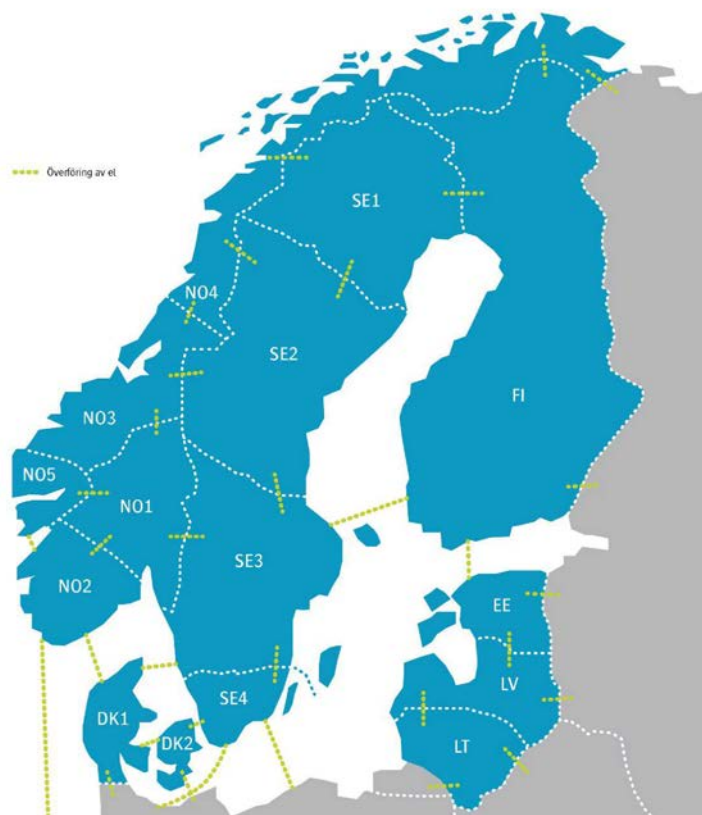 Överföring av el
SE1
NO4
SE2
FI
NO3
NO5
NO1
SE3
NO2
EE
LV
SE4
DK1
DK2
LT